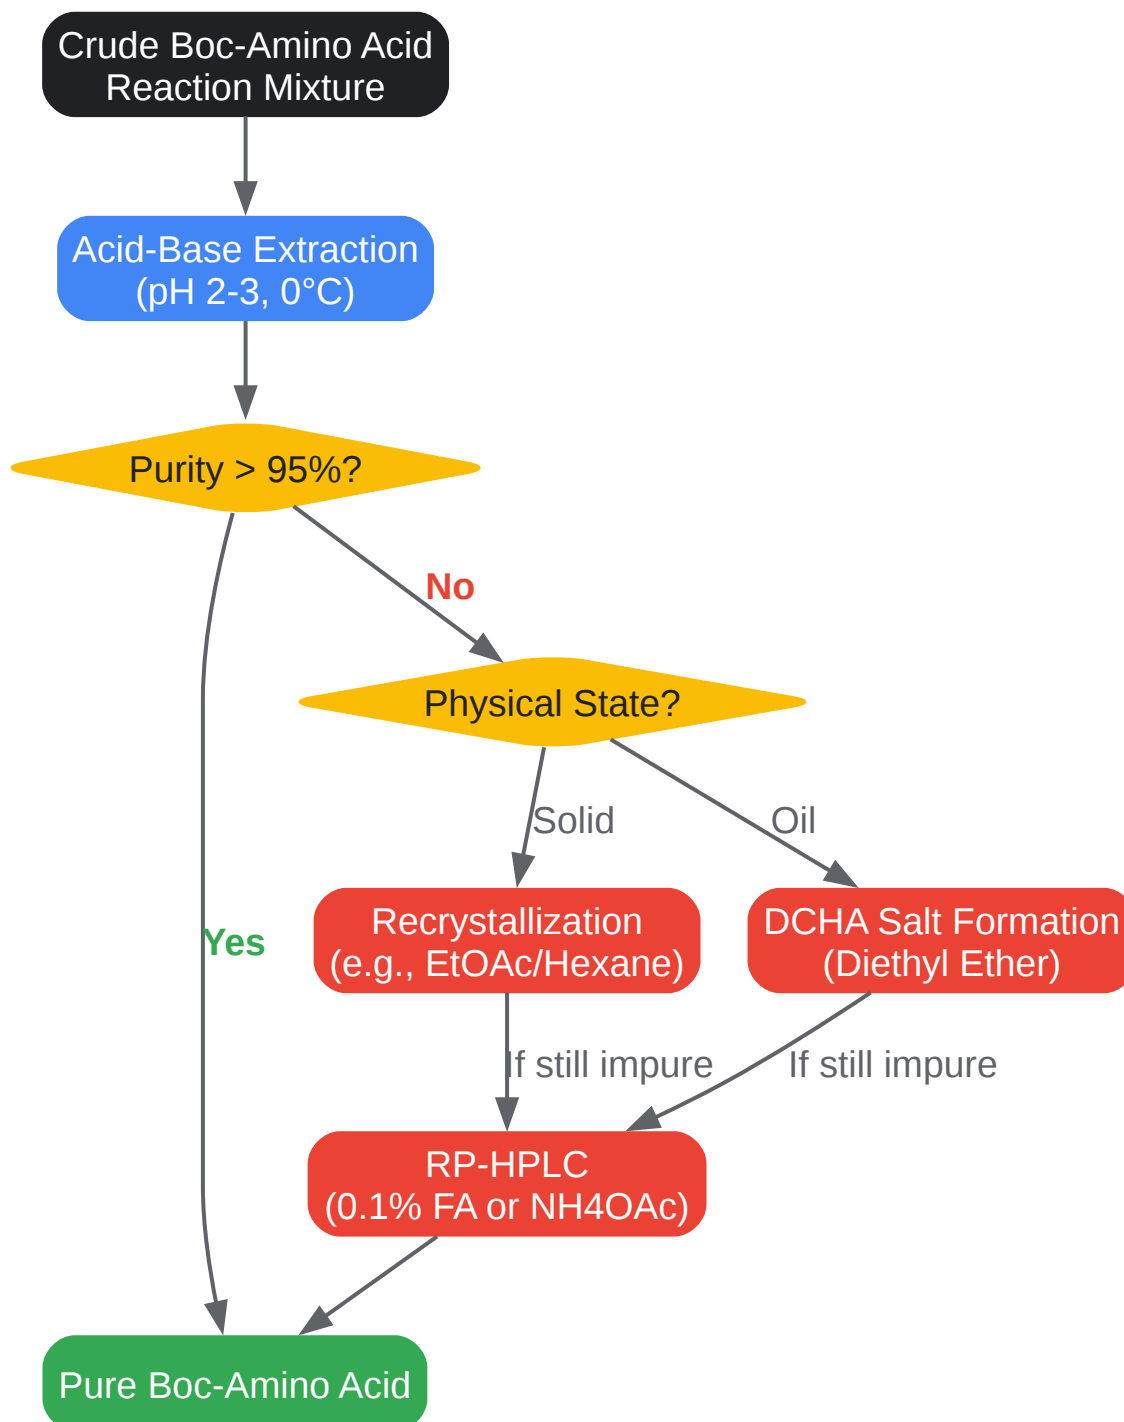 Crude Boc-Amino Acid
Reaction Mixture
Acid-Base Extraction
(pH 2-3, 0°C)
Purity > 95%?
No
Physical State?
Solid
Oil
Recrystallization
(e.g., EtOAc/Hexane)
DCHA Salt Formation
(Diethyl Ether)
Yes
If still impure
If still impure
RP-HPLC
(0.1% FA or NH4OAc)
Pure Boc-Amino Acid